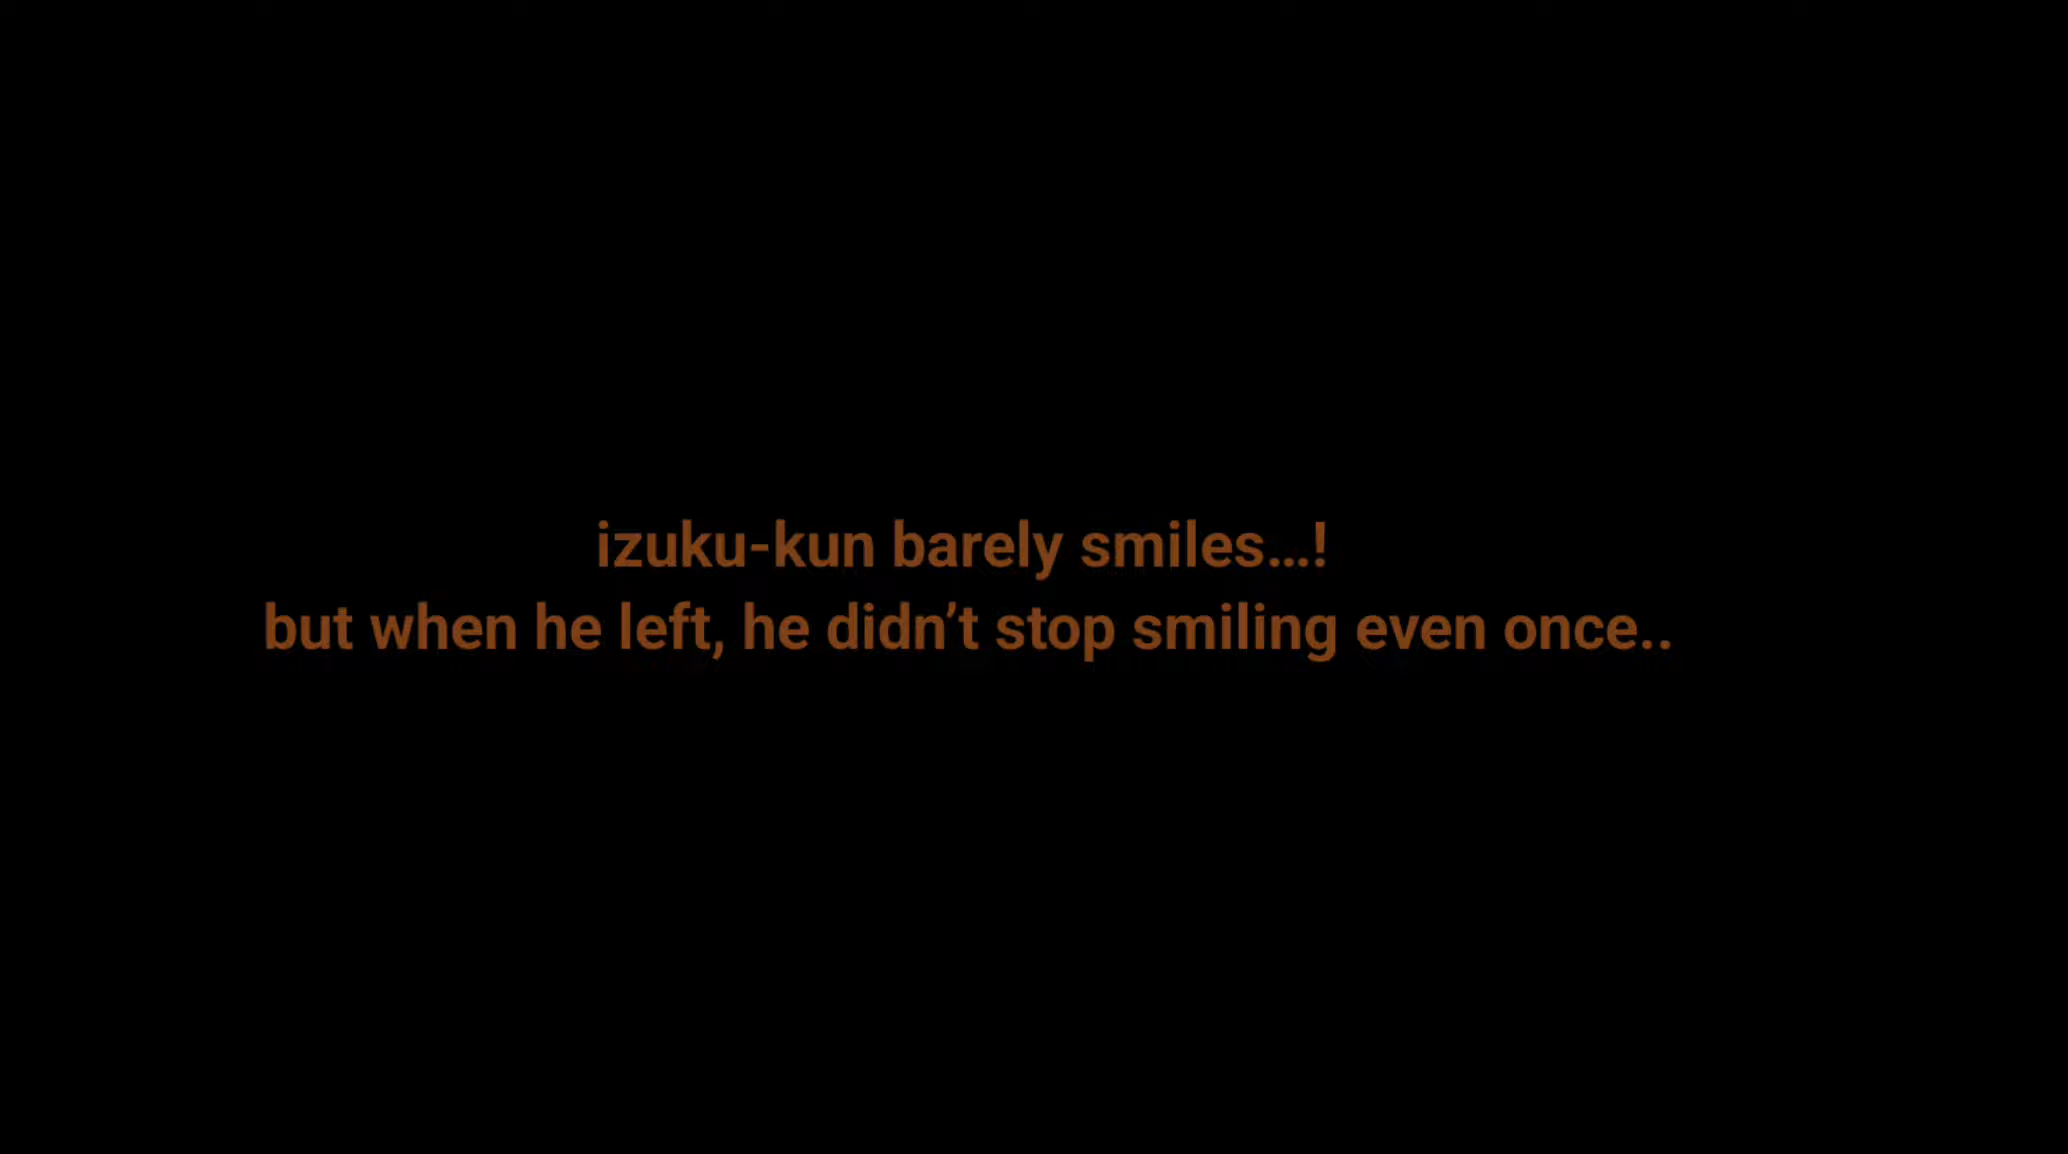 izuku-kun barely smiles...!
but when he left, he didn’t stop smiling even once..